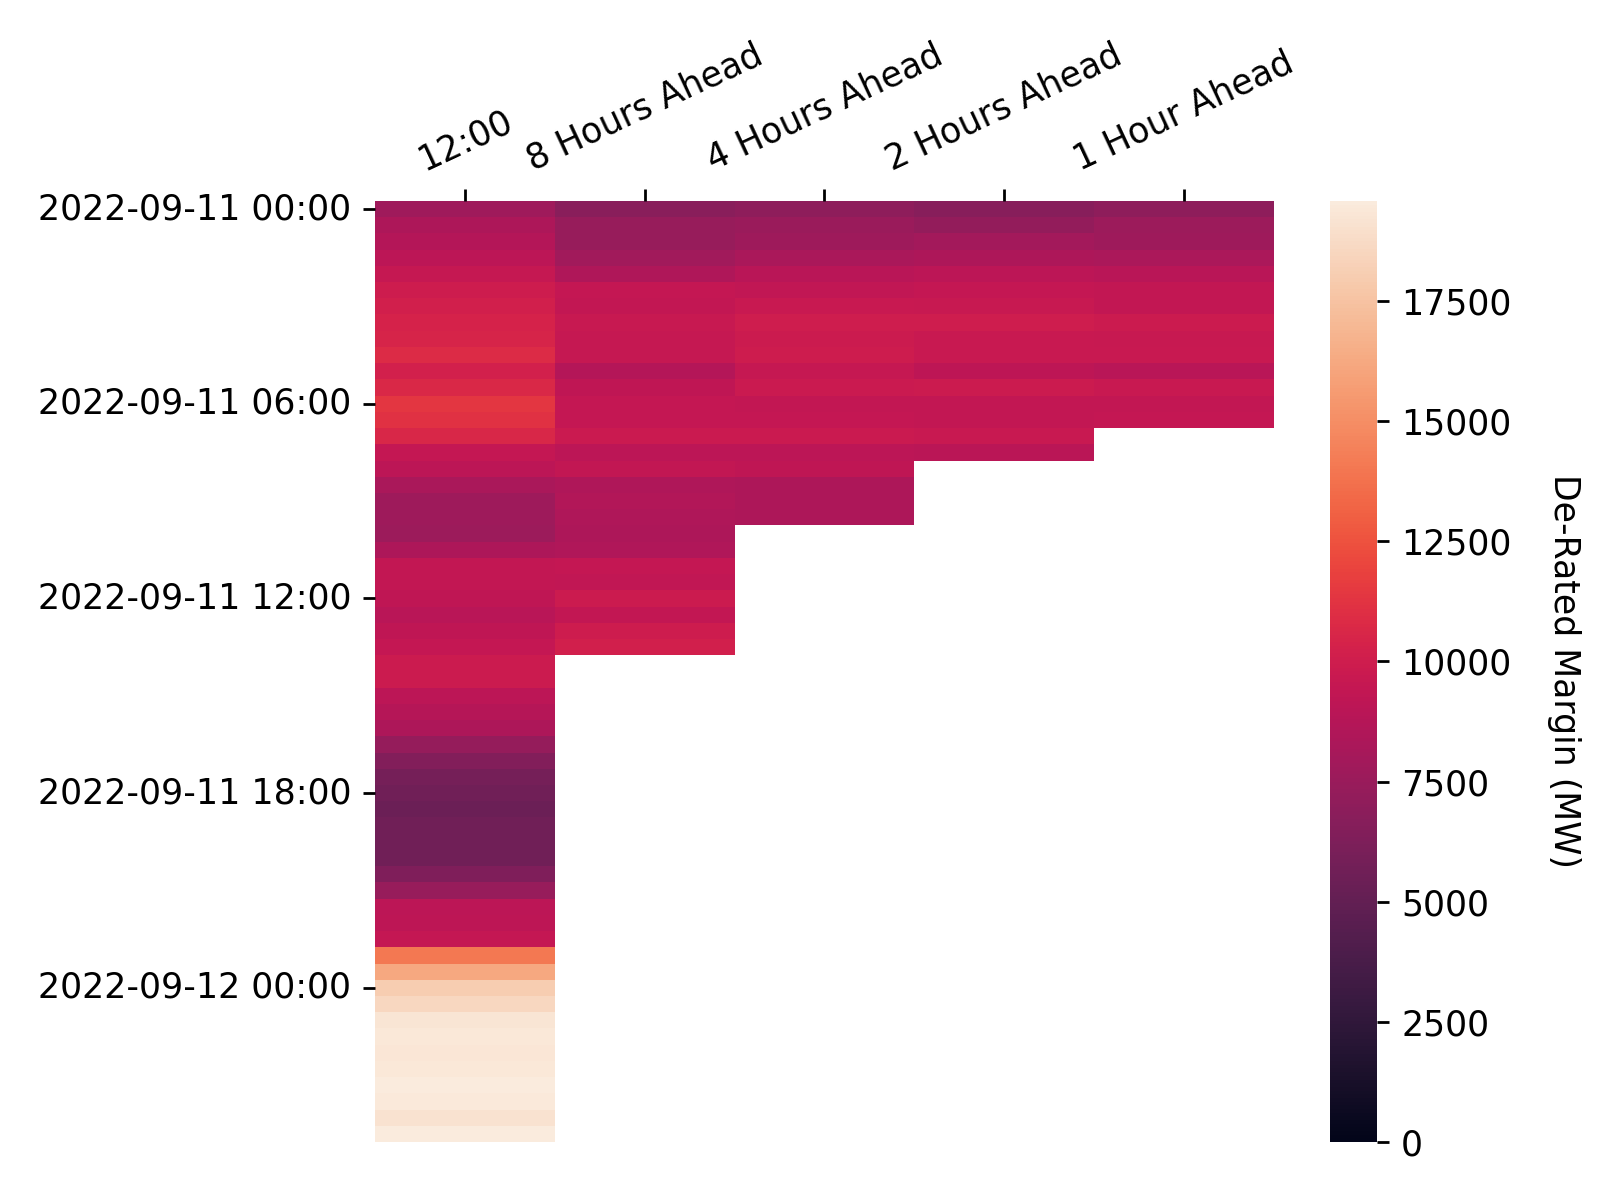 12:00
8 Hours Ahead
4 Hours Ahead
2 Hours Ahead
1 Hour Ahead
2022-09-11 00:00
2022-09-11 06:00
2022-09-11 12:00
2022-09-11 18:00
2022-09-12 00:00
17500
15000
12500
10000
7500
5000
2500
0
De-Rated Margin (MW)